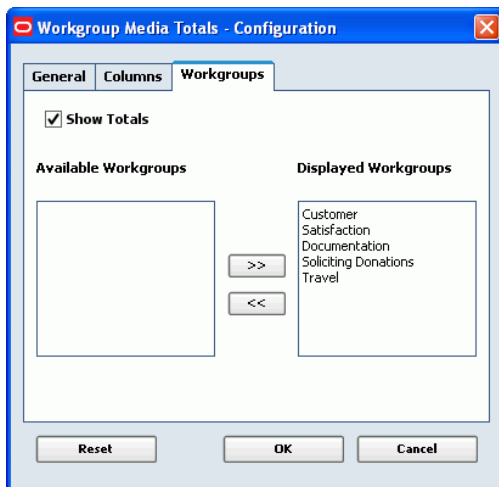 Workgroup Media Totals - Configuration
General Columns Workgroups
Show Totals
Available Workgroups Displayed Workgroups
Customer
Satisfaction
Documentation
Soliciting Donations
Travel
>>
<<
Reset OK Cancel